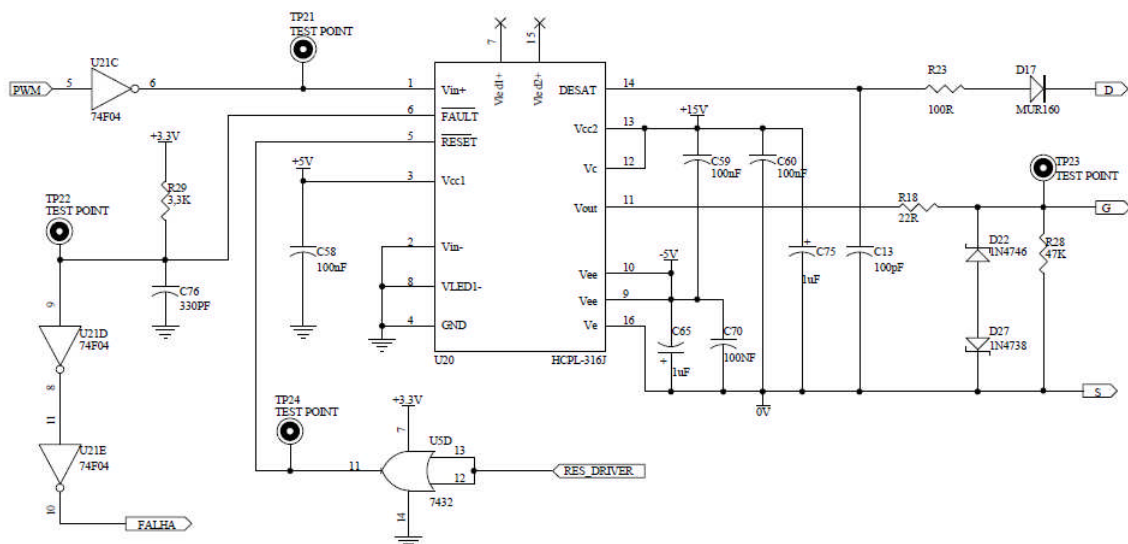 TP21
TEST POINT
7
15
U21C
PWM
5
6
74F04
1
Vin+
Vled1+
Vled2+
DESAT
14
R23
100R
D17
MUR160
D
6
FAULT
5
RESET
+3.3V
+5V
3
Vcc1
Vcc2
13
+15V
Vc
12
C59
100nF
C60
100nF
TP23
TEST POINT
R29
3,3K
TP22
TEST POINT
Vout
11
R18
22R
G
C58
100nF
2
Vin-
8
VLED1-
4
GND
Vee
10
-5V
Vee
9
Ve
16
C75
+
1uF
C13
100pF
D22
1N4746
R28
47K
C76
330PF
9
U21D
74F04
8
U20
HCPL-316J
C65
+
1uF
C70
100NF
D27
1N4738
S
0V
TP24
TEST POINT
+3.3V
7
U5D
11
U21E
74F04
11
13
12
RES_DRIVER
7432
14
10
FALHA